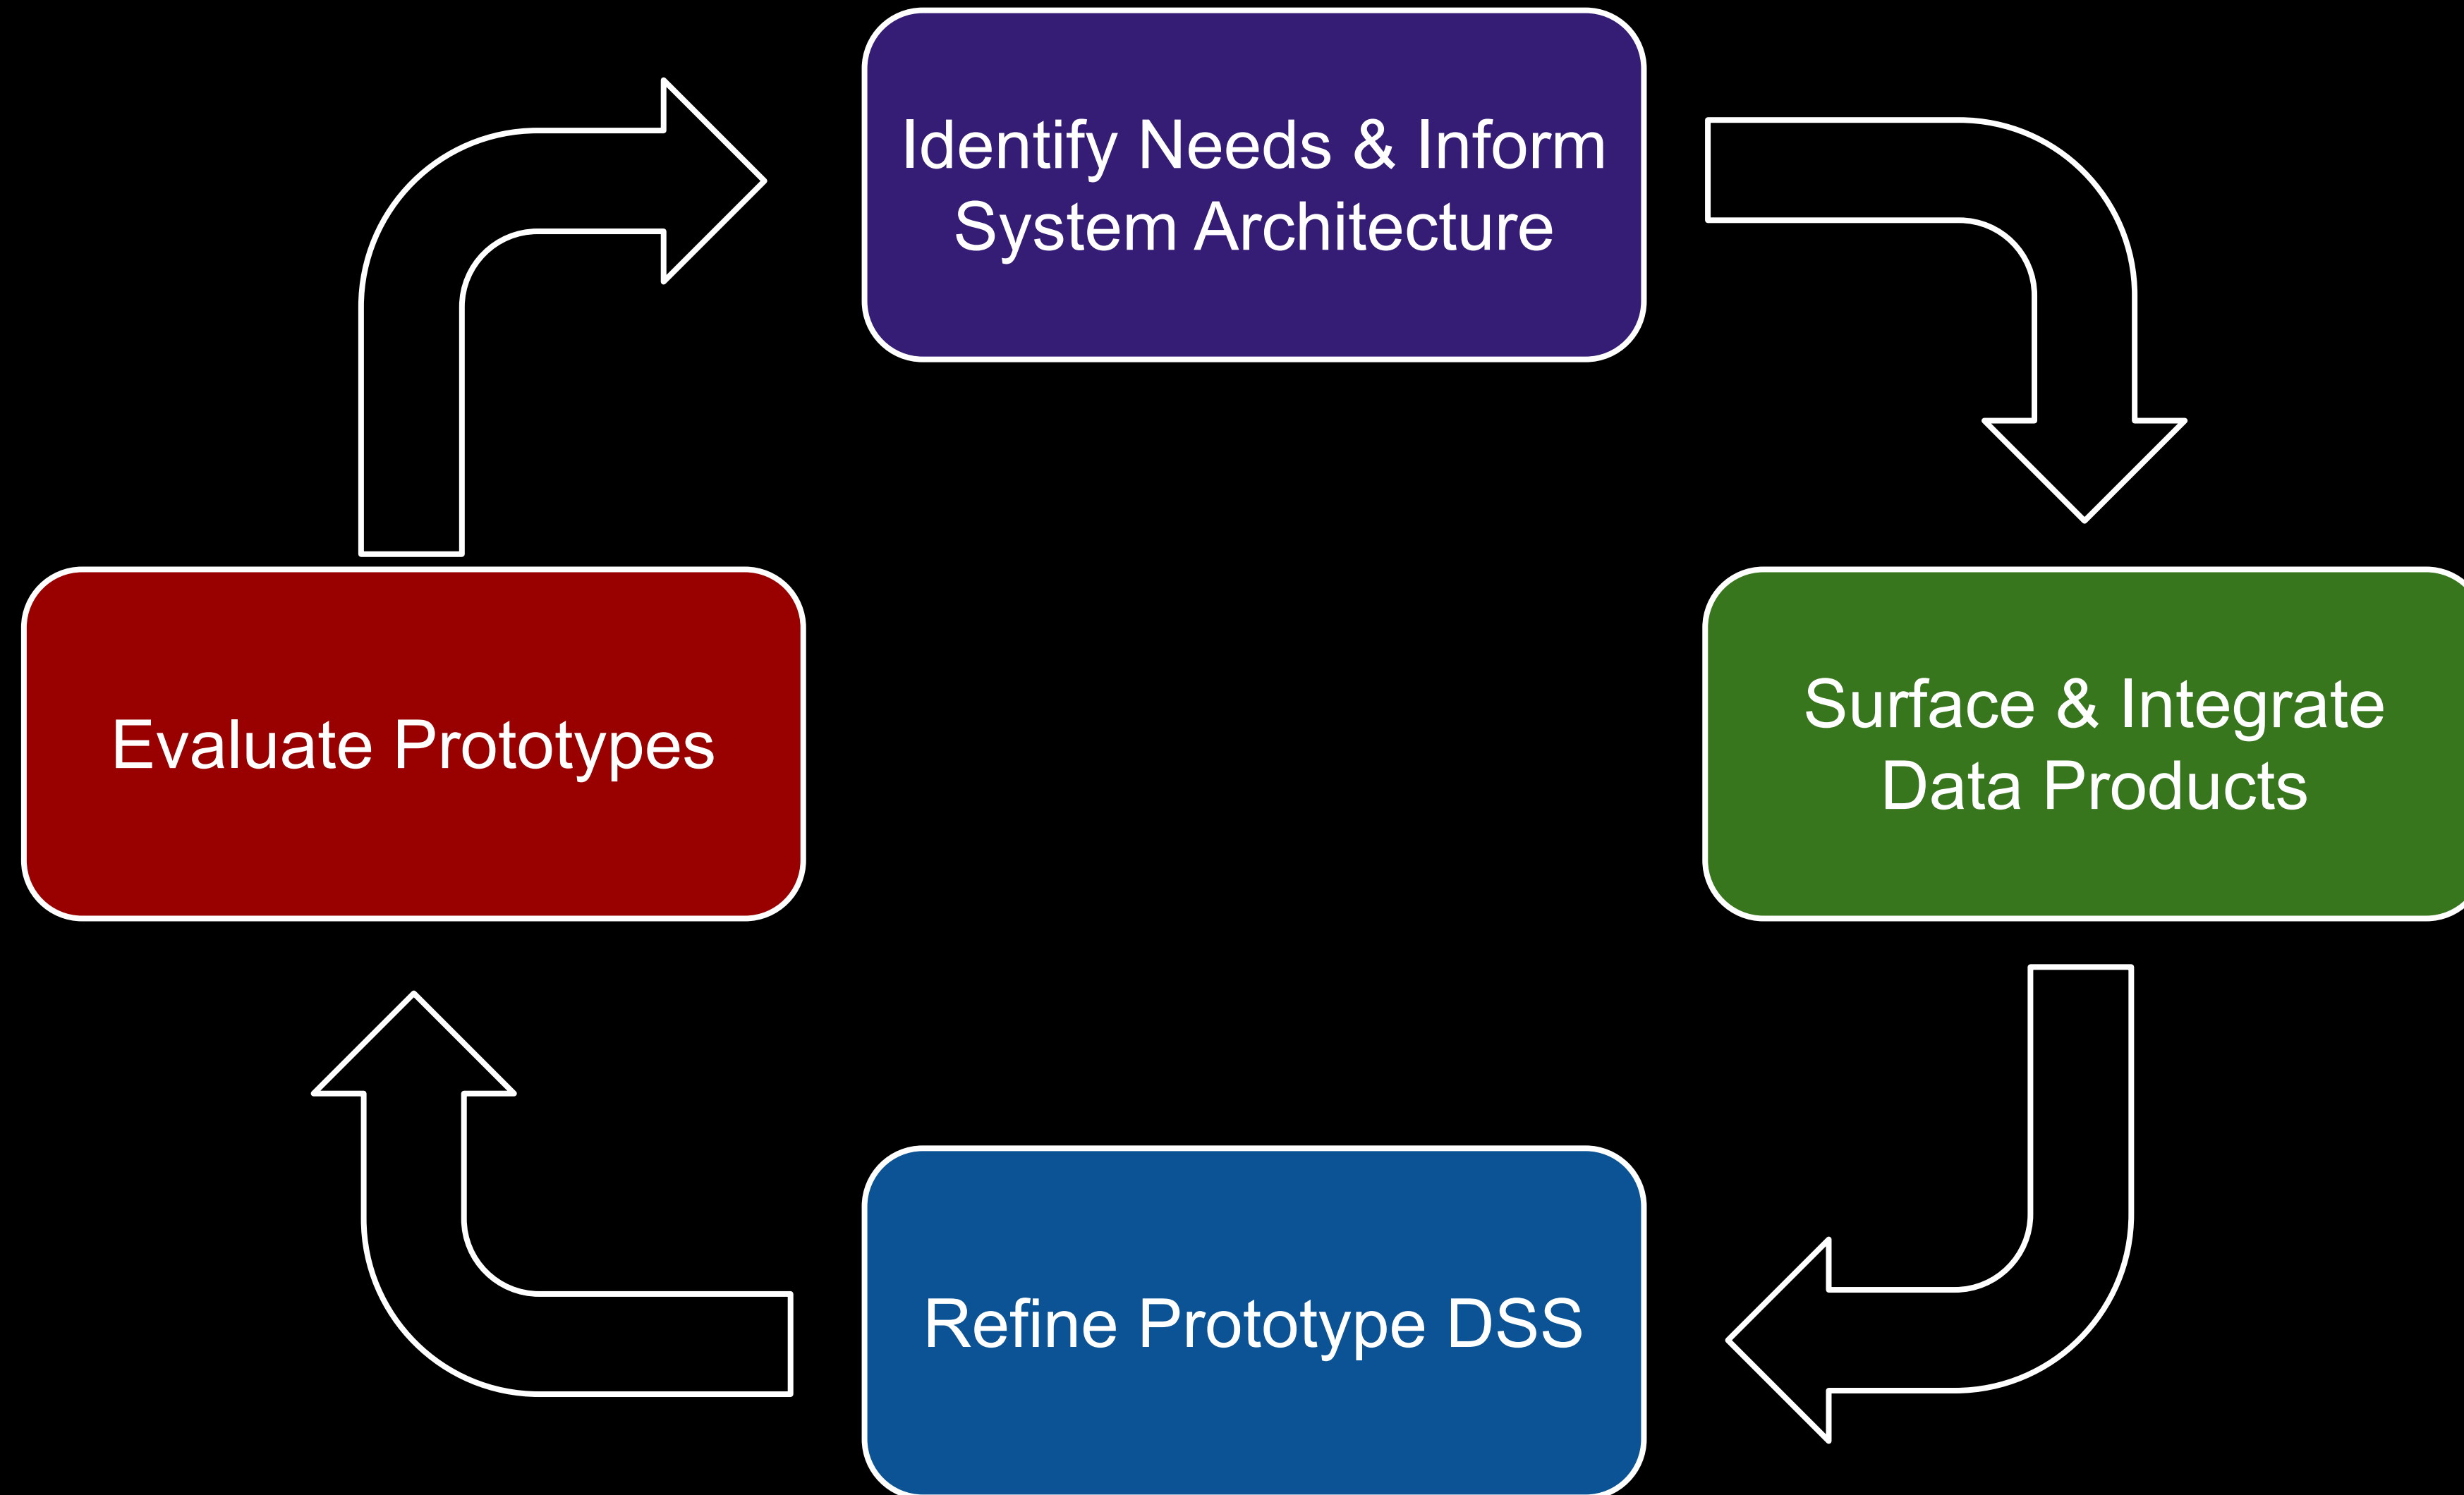 Identify Needs & Inform
System Architecture
Evaluate Prototypes
Surface & Integrate
Data Products
Refine Prototype DSS